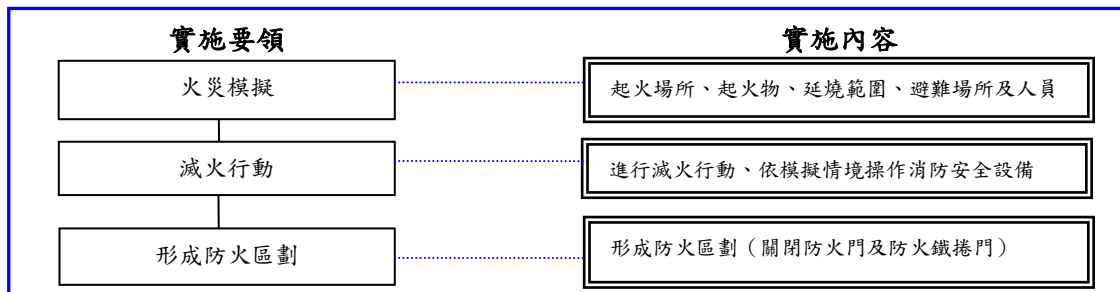 實施要領
實施內容
火災模擬
起火場所、起火物、延燒範圍、避難場所及人員
滅火行動
進行滅火行動、依模擬情境操作消防安全設備
形成防火區劃
形成防火區劃（關閉防火門及防火鐵捲門）